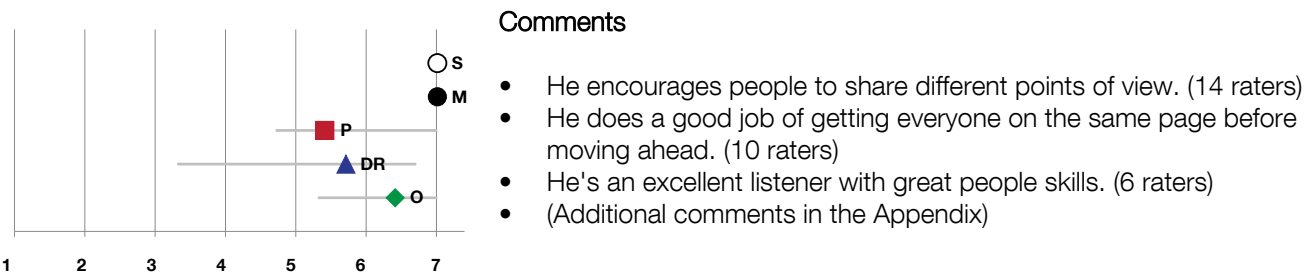 Comments
S
M
P
DR
O
1 2 3 4 5 6 7
• He encourages people to share different points of view. (14 raters)
• He does a good job of getting everyone on the same page before
moving ahead. (10 raters)
• He's an excellent listener with great people skills. (6 raters)
• (Additional comments in the Appendix)